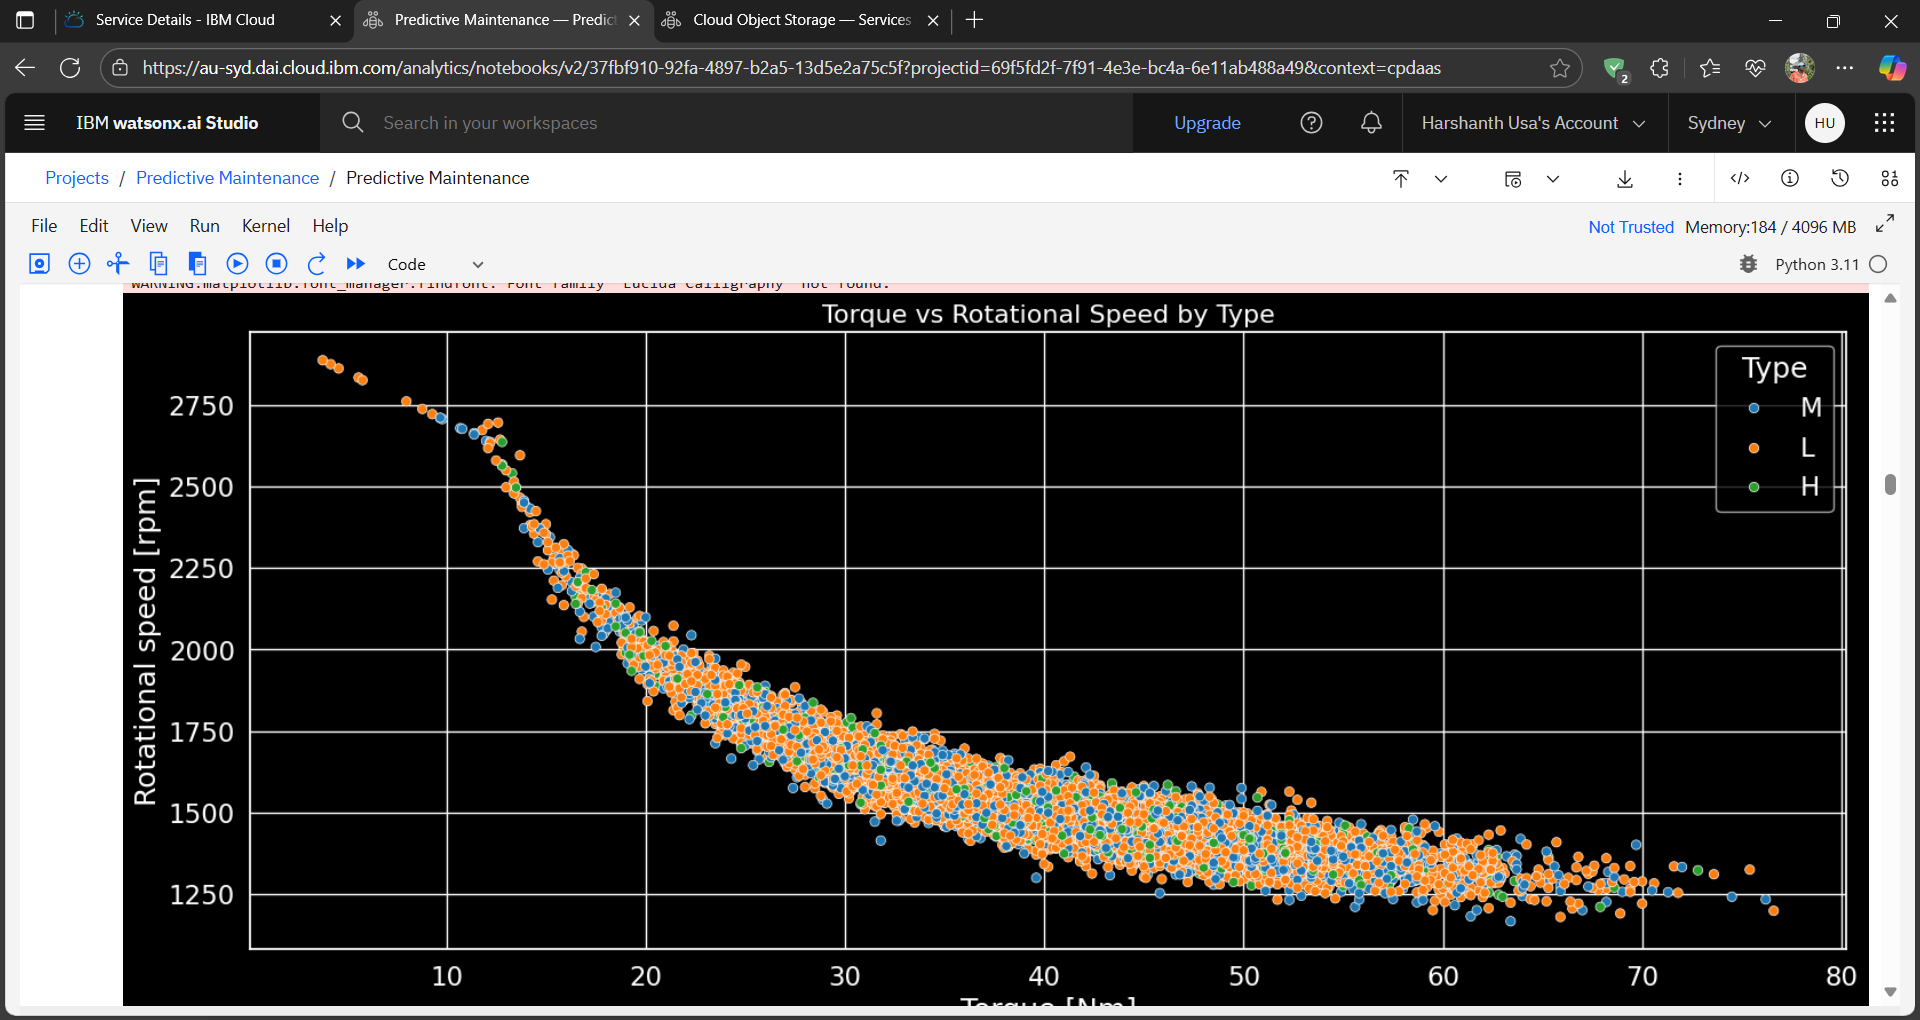 Service Details - IBM Cloud
Predictive Maintenance — Predic
Cloud Object Storage — Services
https://au-syd.dai.cloud.ibm.com/analytics/notebooks/v2/37fbf910-92fa-4897-b2a5-13d5e2a75c5f?projectid=69f5fd2f-7f91-4e3e-bc4a-6e11ab488a49&context=cpdaas
2
IBM watsonx.ai Studio
Search in your workspaces
Upgrade
Harshanth Usa's Account
Sydney
HU
Projects / Predictive Maintenance / Predictive Maintenance
File Edit View Run Kernel Help
Not Trusted Memory:184 / 4096 MB
Code
Python 3.11
WARNING:matplotlib.font_manager:findfont: Font family 'Lucida Calligraphy' not found.
Torque vs Rotational Speed by Type
Type
M
L
H
Rotational speed [rpm]
2750
2500
2250
2000
1750
1500
1250
10 20 30 40 50 60 70 80
Torque [Nm]